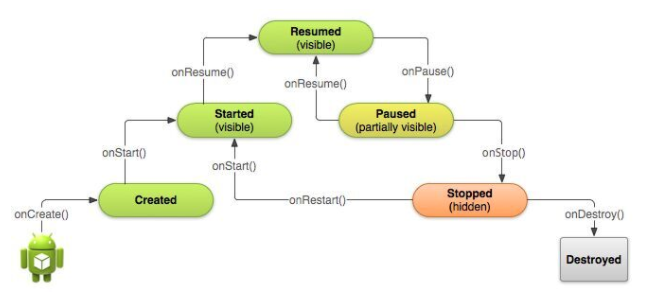 Resumed
(visible)
onResume()
onResume()
onPause()
Started
(visible)
Paused
(partially visible)
onStart()
onStart()
onStop()
Created
onRestart()
Stopped
(hidden)
onCreate()
onDestroy()
Destroyed